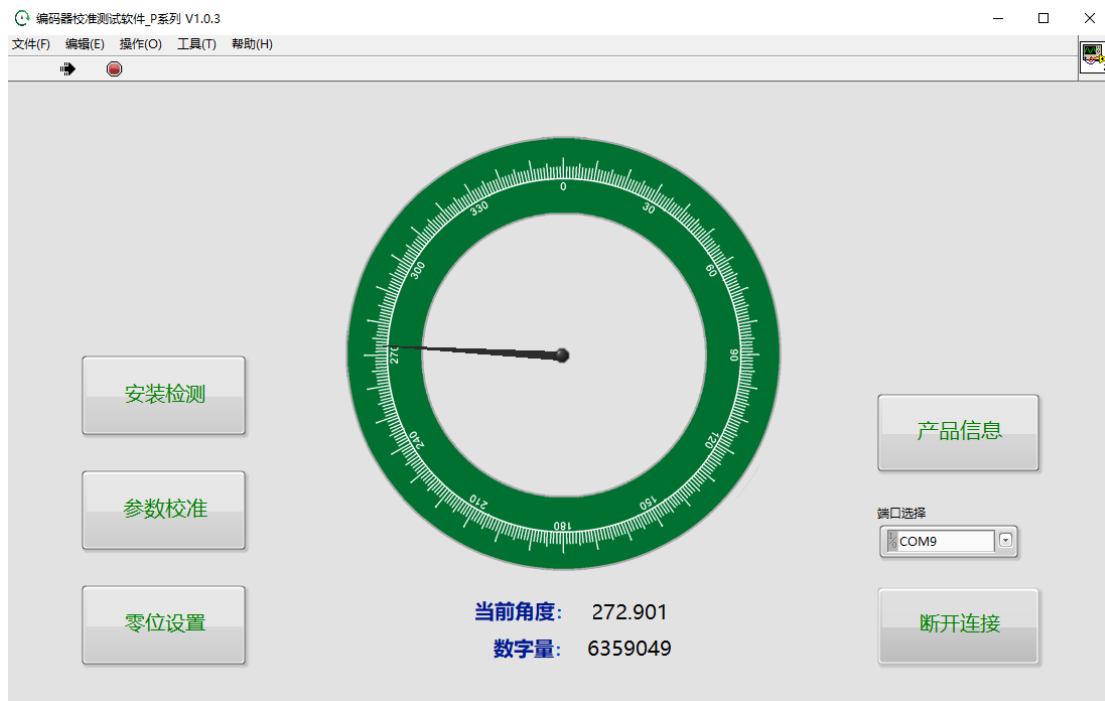 编码器校准测试软件_P系列 V1.0.3
文件(F) 编辑(E) 操作(O) 工具(T) 帮助(H)
0
30
60
90
120
150
180
210
240
270
300
330
安装检测
参数校准
零位设置
当前角度: 272.901
数字量: 6359049
产品信息
端口选择
COM9
断开连接